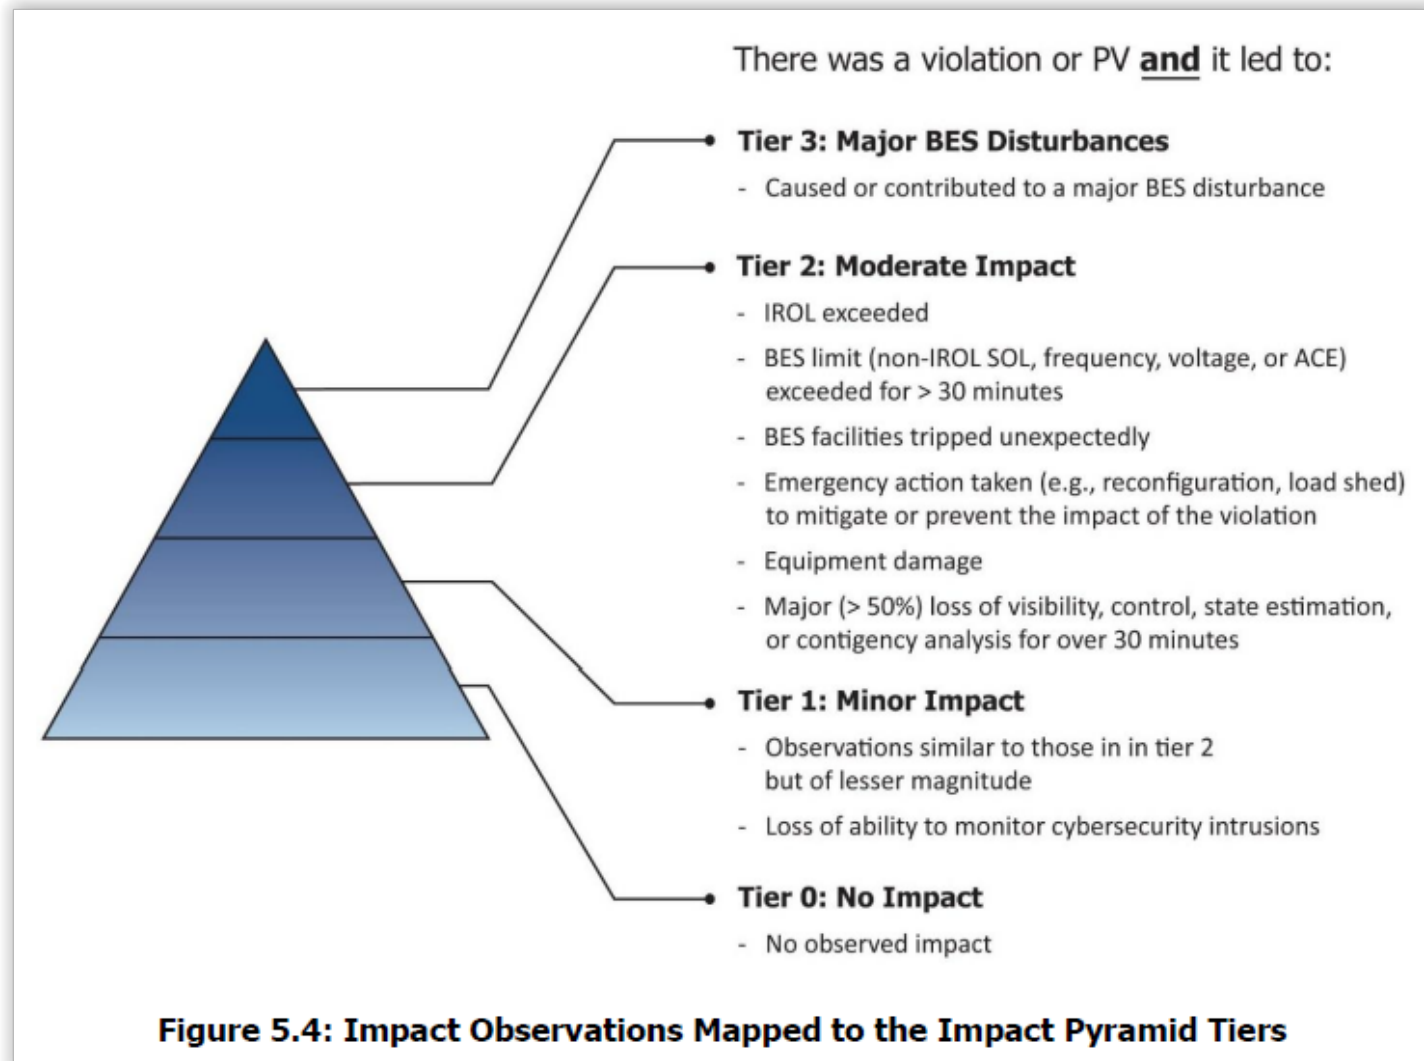 There was a violation or PV and it led to:
Tier 3: Major BES Disturbances
- Caused or contributed to a major BES disturbance
Tier 2: Moderate Impact
- IROL exceeded
- BES limit (non-IROL SOL, frequency, voltage, or ACE)
exceeded for > 30 minutes
- BES facilities tripped unexpectedly
- Emergency action taken (e.g., reconfiguration, load shed)
to mitigate or prevent the impact of the violation
- Equipment damage
- Major (> 50%) loss of visibility, control, state estimation,
or contigency analysis for over 30 minutes
Tier 1: Minor Impact
- Observations similar to those in in tier 2
but of lesser magnitude
- Loss of ability to monitor cybersecurity intrusions
Tier 0: No Impact
- No observed impact
Figure 5.4: Impact Observations Mapped to the Impact Pyramid Tiers